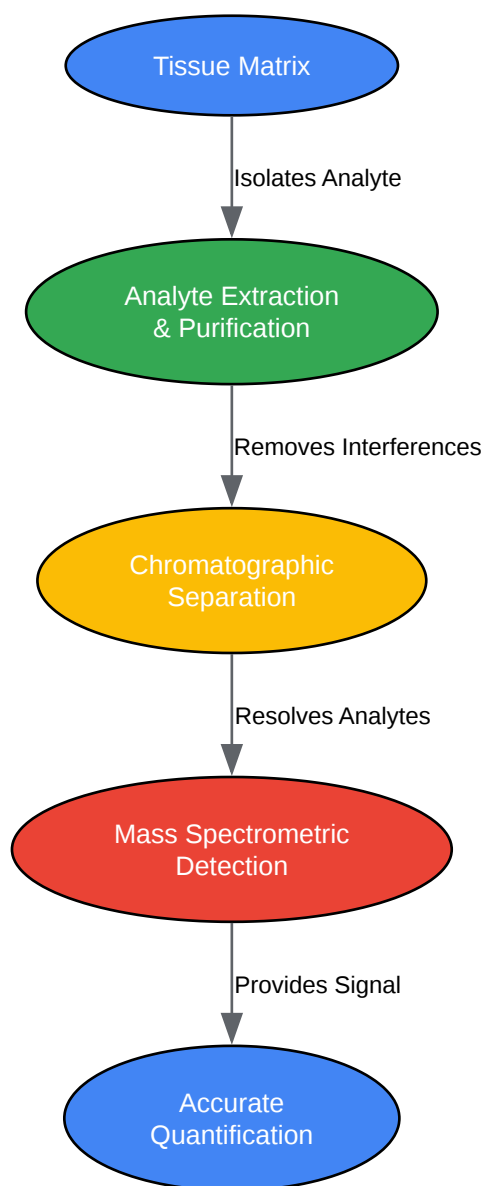 Tissue Matrix
Isolates Analyte
Analyte Extraction
& Purification
Removes Interferences
Chromatographic
Separation
Resolves Analytes
Mass Spectrometric
Detection
Provides Signal
Accurate
Quantification